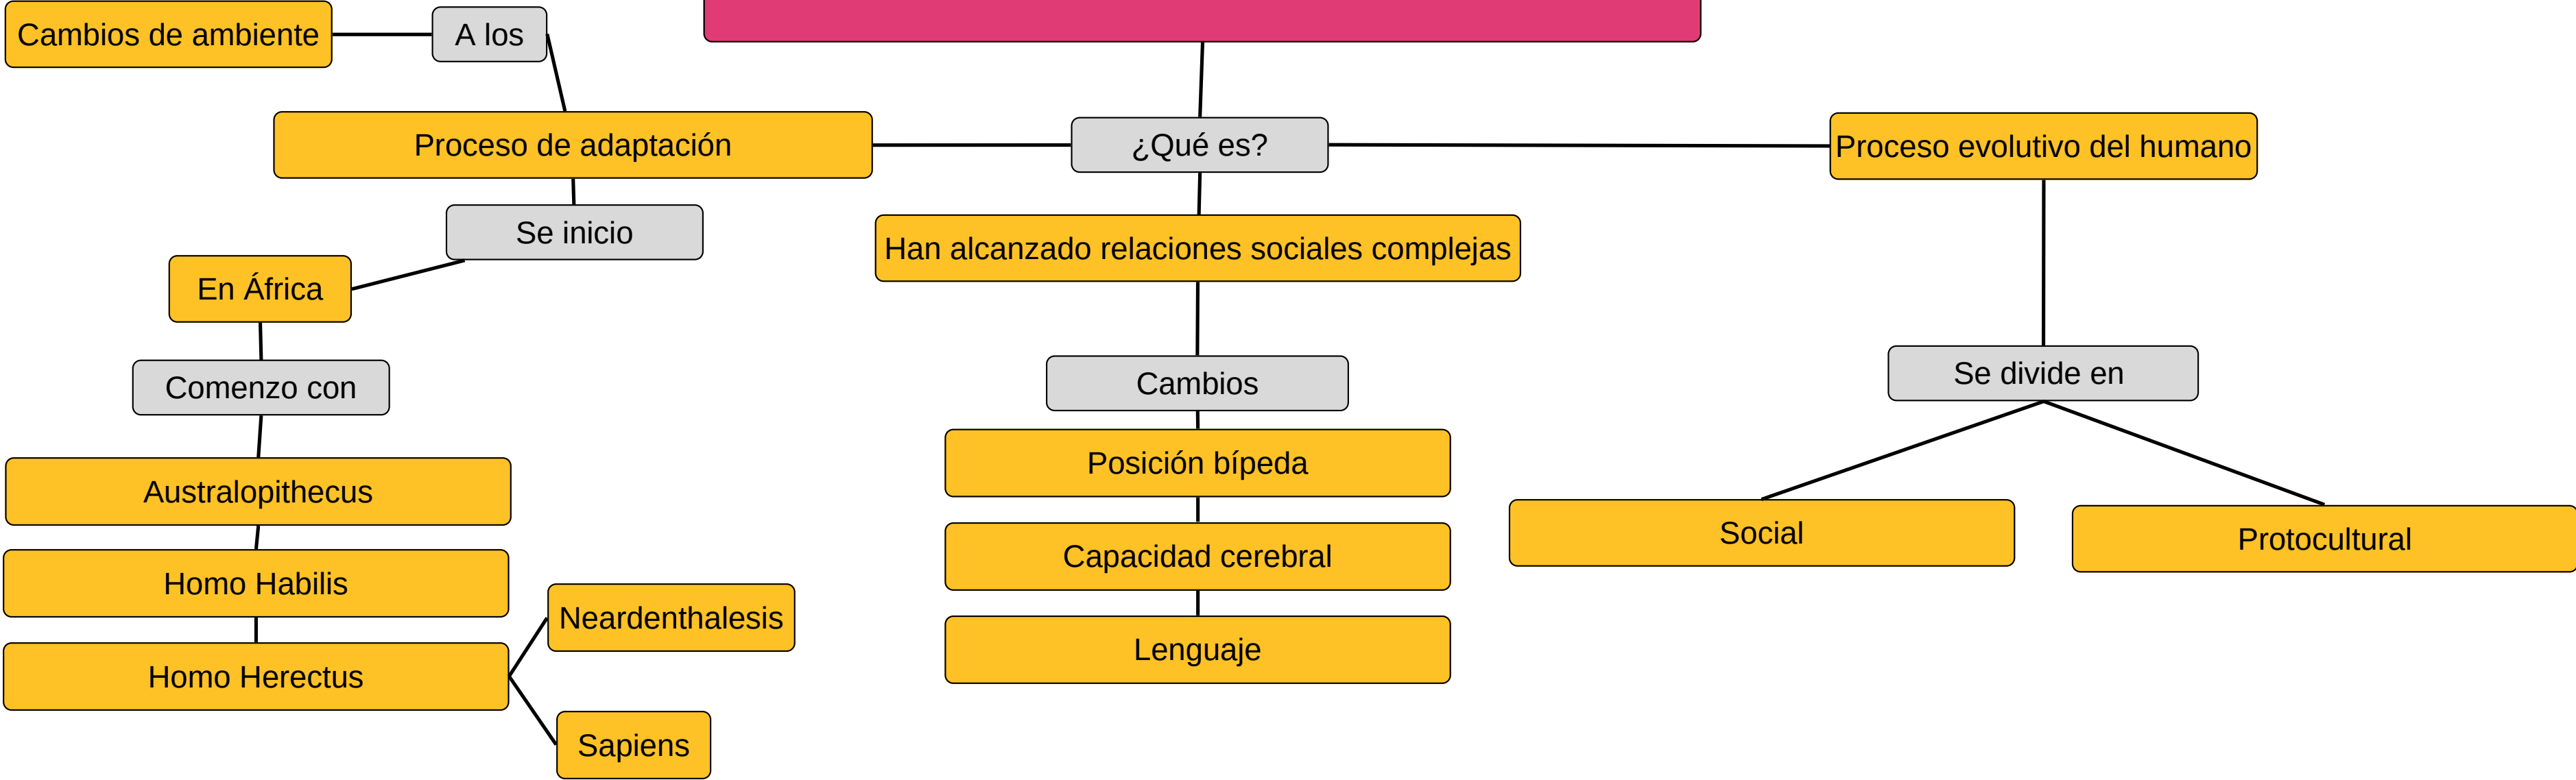 Cambios de ambiente
A los
Proceso de adaptación
¿Qué es?
Proceso evolutivo del humano
Se inicio
Han alcanzado relaciones sociales complejas
En África
Comenzo con
Cambios
Se divide en
Australopithecus
Posición bípeda
Social
Protocultural
Homo Habilis
Capacidad cerebral
Neardenthalesis
Homo Herectus
Lenguaje
Sapiens